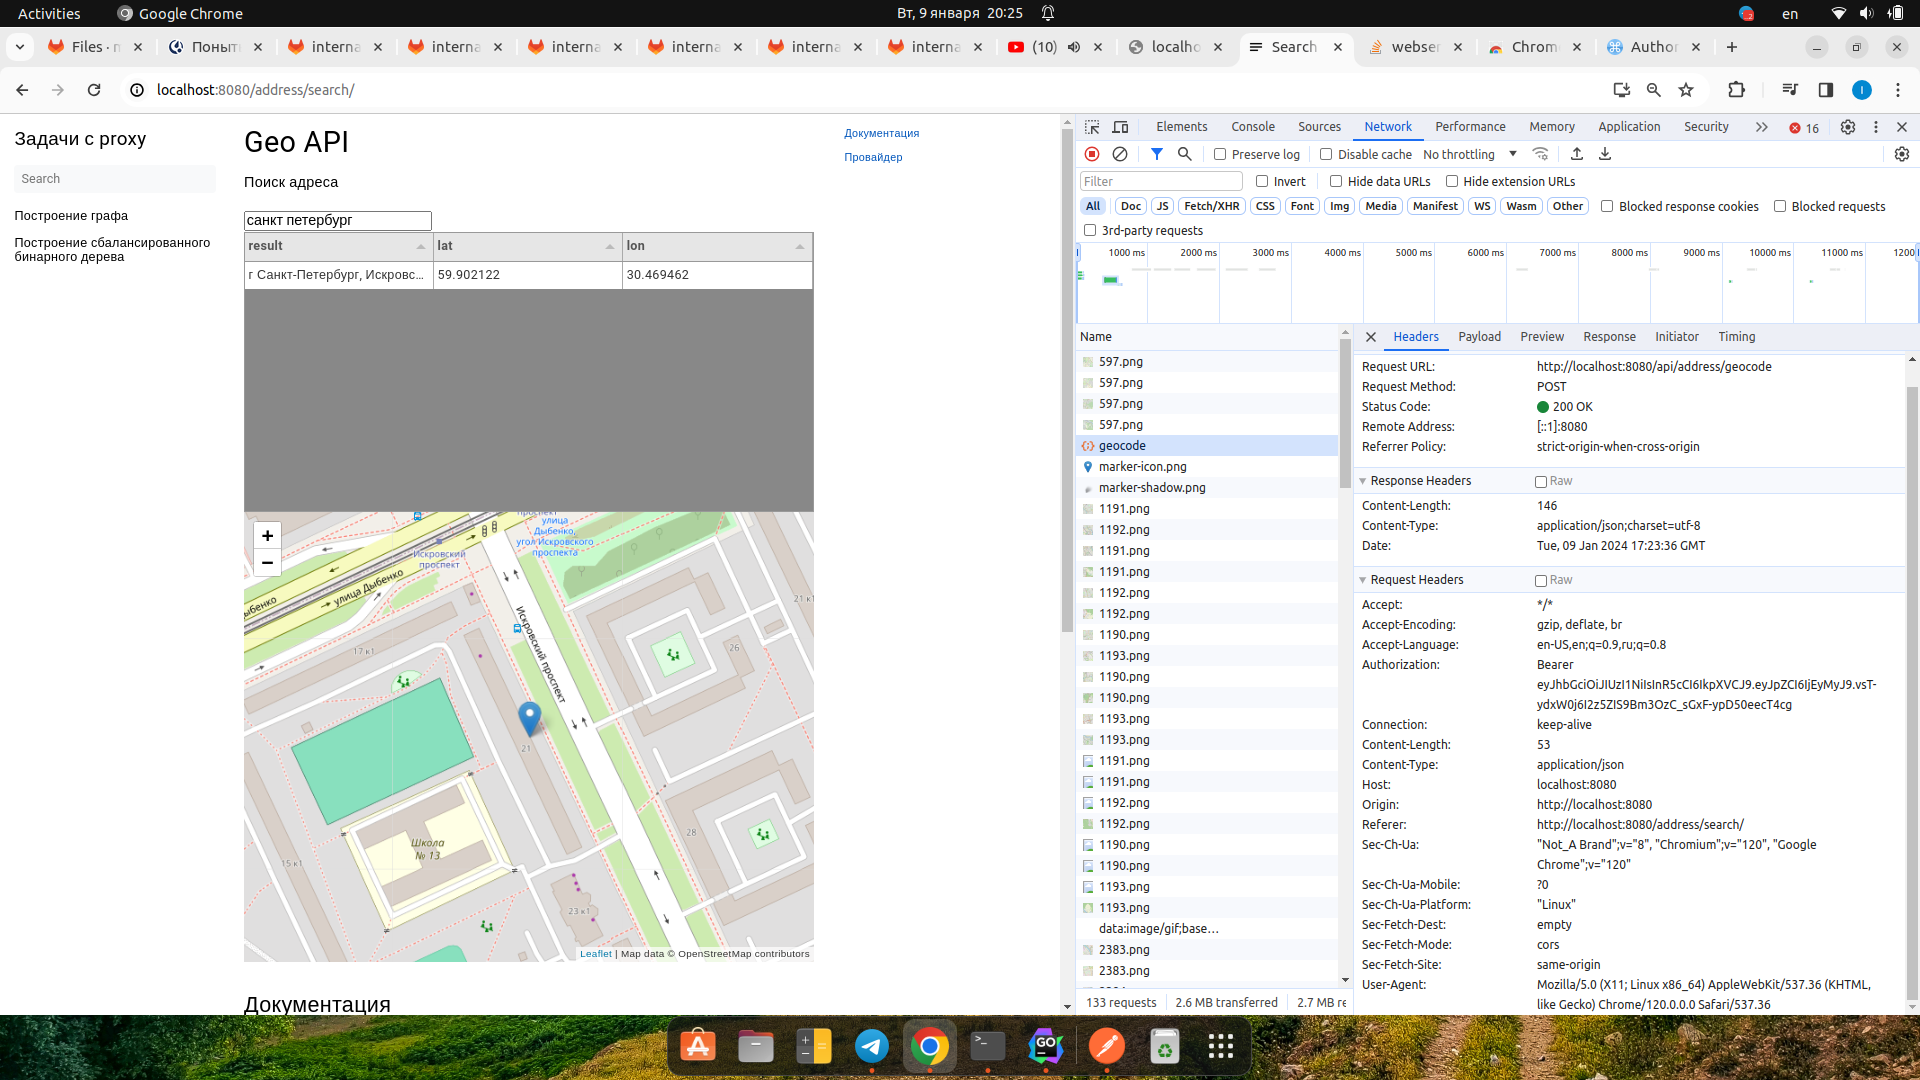 Activities
Google Chrome
Вт, 9 января 20:25
en
Files · m
Поныт
interna
interna
interna
interna
interna
interna
(10)
localho
Search
webser
Chrom
Author
localhost:8080/address/search/
Задачи с proxy
Search
Построение графа
Построение сбалансированного
бинарного дерева
Geo API
Поиск адреса
санкт петербург
result lat lon
г Санкт-Петербург, Искровс... 59.902122 30.469462
Документация
Провайдер
+
−
проспект
улица
Дыбенко,
угол Искровского
проспекта
Искровский
проспект
улица Дыбенко
ыбенко
Искровский проспект
17 к1
21 к1
26
21
28
Школа
№ 13
15 к1
23 к1
Leaflet | Map data © OpenStreetMap contributors
Документация
Elements Console Sources Network Performance Memory Application Security
16
Preserve log Disable cache No throttling
Filter
Invert Hide data URLs Hide extension URLs
All Doc JS Fetch/XHR CSS Font Img Media Manifest WS Wasm Other Blocked response cookies Blocked requests
3rd-party requests
1000 ms 2000 ms 3000 ms 4000 ms 5000 ms 6000 ms 7000 ms 8000 ms 9000 ms 10000 ms 11000 ms 1200
Name
597.png
597.png
597.png
597.png
geocode
marker-icon.png
marker-shadow.png
1191.png
1192.png
1191.png
1191.png
1192.png
1192.png
1190.png
1193.png
1190.png
1190.png
1193.png
1193.png
1191.png
1191.png
1192.png
1192.png
1190.png
1190.png
1193.png
1193.png
data:image/gif;base...
2383.png
2383.png
133 requests 2.6 MB transferred 2.7 MB re
Headers Payload Preview Response Initiator Timing
Request URL: http://localhost:8080/api/address/geocode
Request Method: POST
Status Code: 200 OK
Remote Address: [::1]:8080
Referrer Policy: strict-origin-when-cross-origin
Response Headers Raw
Content-Length: 146
Content-Type: application/json;charset=utf-8
Date: Tue, 09 Jan 2024 17:23:36 GMT
Request Headers Raw
Accept: */*
Accept-Encoding: gzip, deflate, br
Accept-Language: en-US,en;q=0.9,ru;q=0.8
Authorization: Bearer
eyJhbGciOiJIUzI1NiIsInR5cCI6IkpXVCJ9.eyJpZCI6IjEyMyJ9.vsT-
ydxW0j6I2z5ZIS9Bm3OzC_sGxF-ypD50eecT4cg
Connection: keep-alive
Content-Length: 53
Content-Type: application/json
Host: localhost:8080
Origin: http://localhost:8080
Referer: http://localhost:8080/address/search/
Sec-Ch-Ua: "Not_A Brand";v="8", "Chromium";v="120", "Google
Chrome";v="120"
Sec-Ch-Ua-Mobile: ?0
Sec-Ch-Ua-Platform: "Linux"
Sec-Fetch-Dest: empty
Sec-Fetch-Mode: cors
Sec-Fetch-Site: same-origin
User-Agent: Mozilla/5.0 (X11; Linux x86_64) AppleWebKit/537.36 (KHTML,
like Gecko) Chrome/120.0.0.0 Safari/537.36
GO